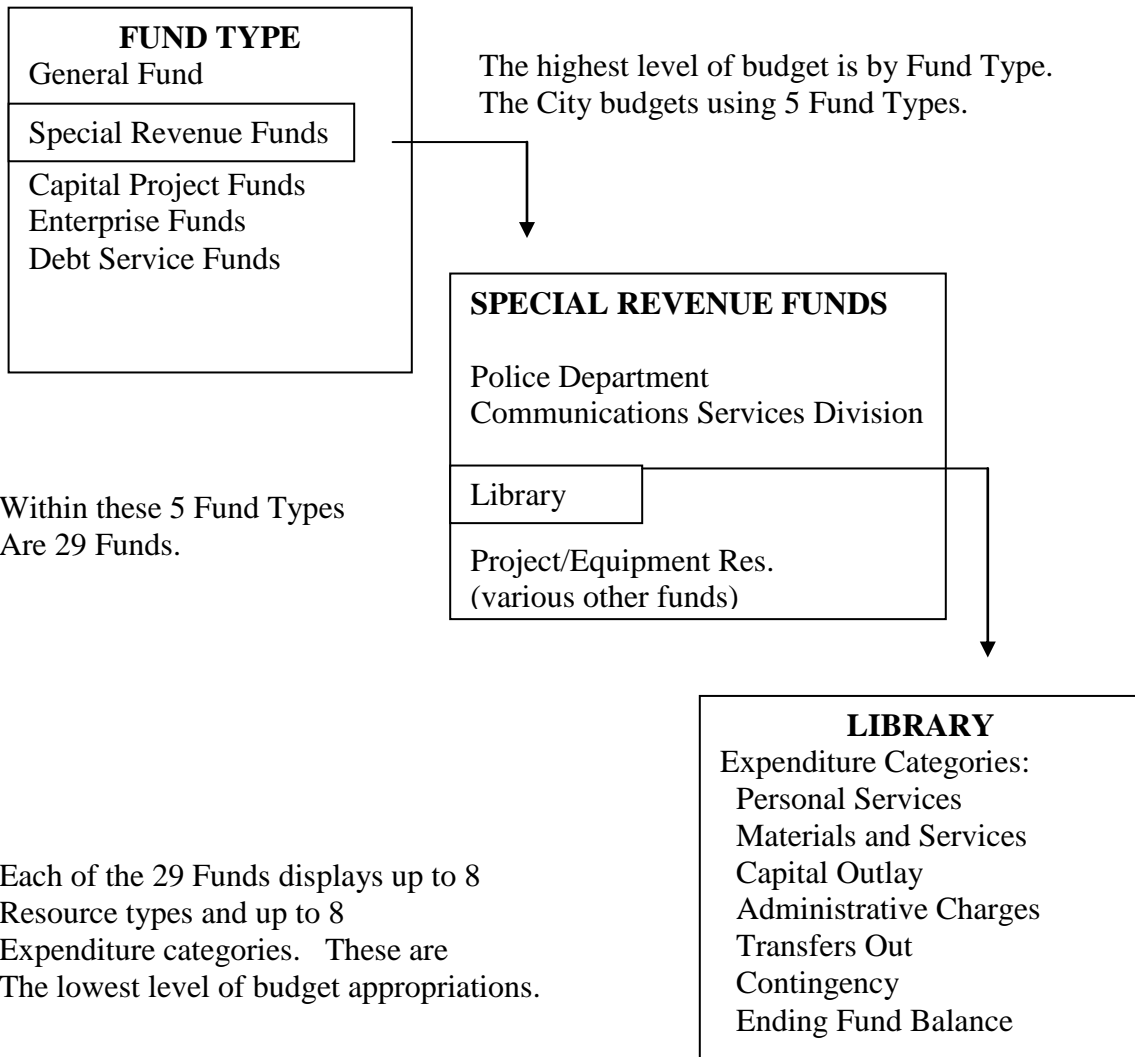 FUND TYPE
General Fund
Special Revenue Funds
Capital Project Funds
Enterprise Funds
Debt Service Funds
The highest level of budget is by Fund Type.
The City budgets using 5 Fund Types.
SPECIAL REVENUE FUNDS
Police Department
Communications Services Division
Library
Project/Equipment Res.
(various other funds)
Within these 5 Fund Types
Are 29 Funds.
LIBRARY
Expenditure Categories:
Personal Services
Materials and Services
Capital Outlay
Administrative Charges
Transfers Out
Contingency
Ending Fund Balance
Each of the 29 Funds displays up to 8
Resource types and up to 8
Expenditure categories. These are
The lowest level of budget appropriations.